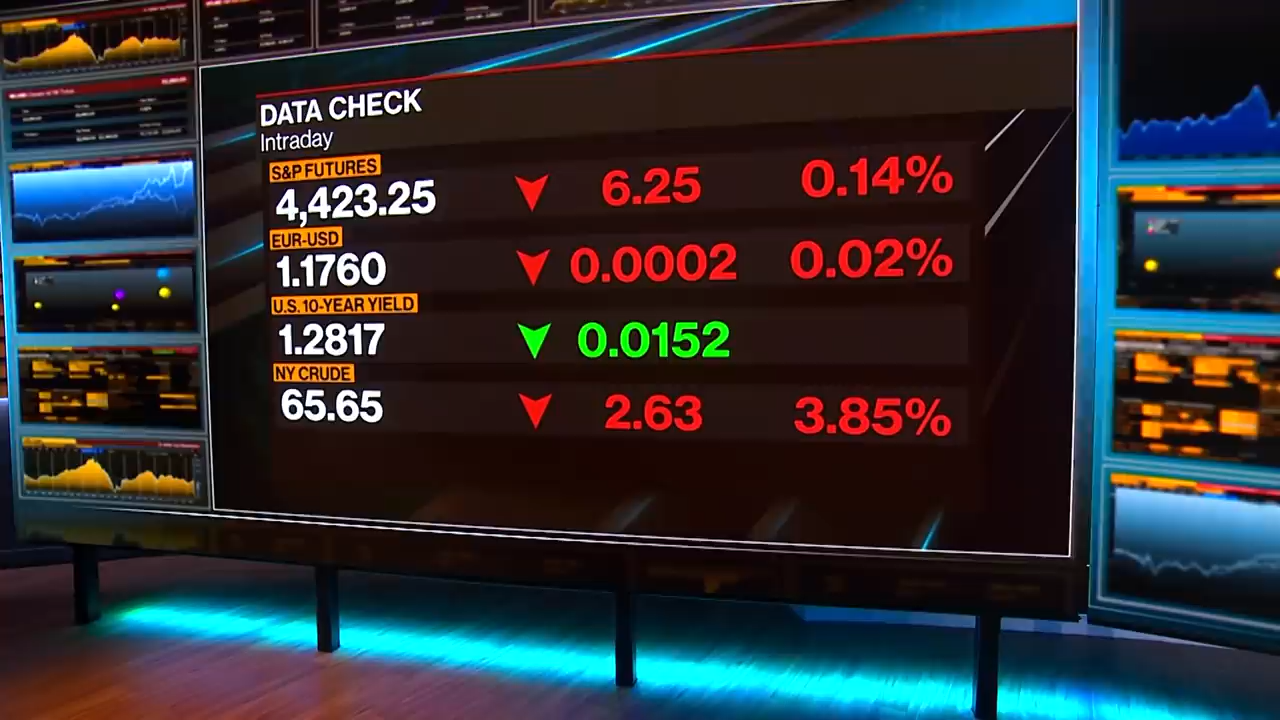 DATA CHECK
Intraday
S&P FUTURES
4,423.25 6.25 0.14%
EUR-USD
1.1760 0.0002 0.02%
U.S. 10-YEAR YIELD
1.2817 0.0152
NY CRUDE
65.65 2.63 3.85%